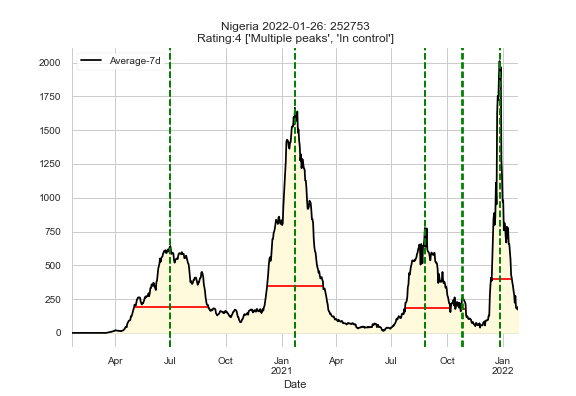 Nigeria 2022-01-26: 252753
Rating:4 ['Multiple peaks', 'In control']
Average-7d
2000
1750
1500
1250
1000
750
500
250
0
Apr Jul Oct Jan Apr Jul Oct Jan
2021 2022
Date